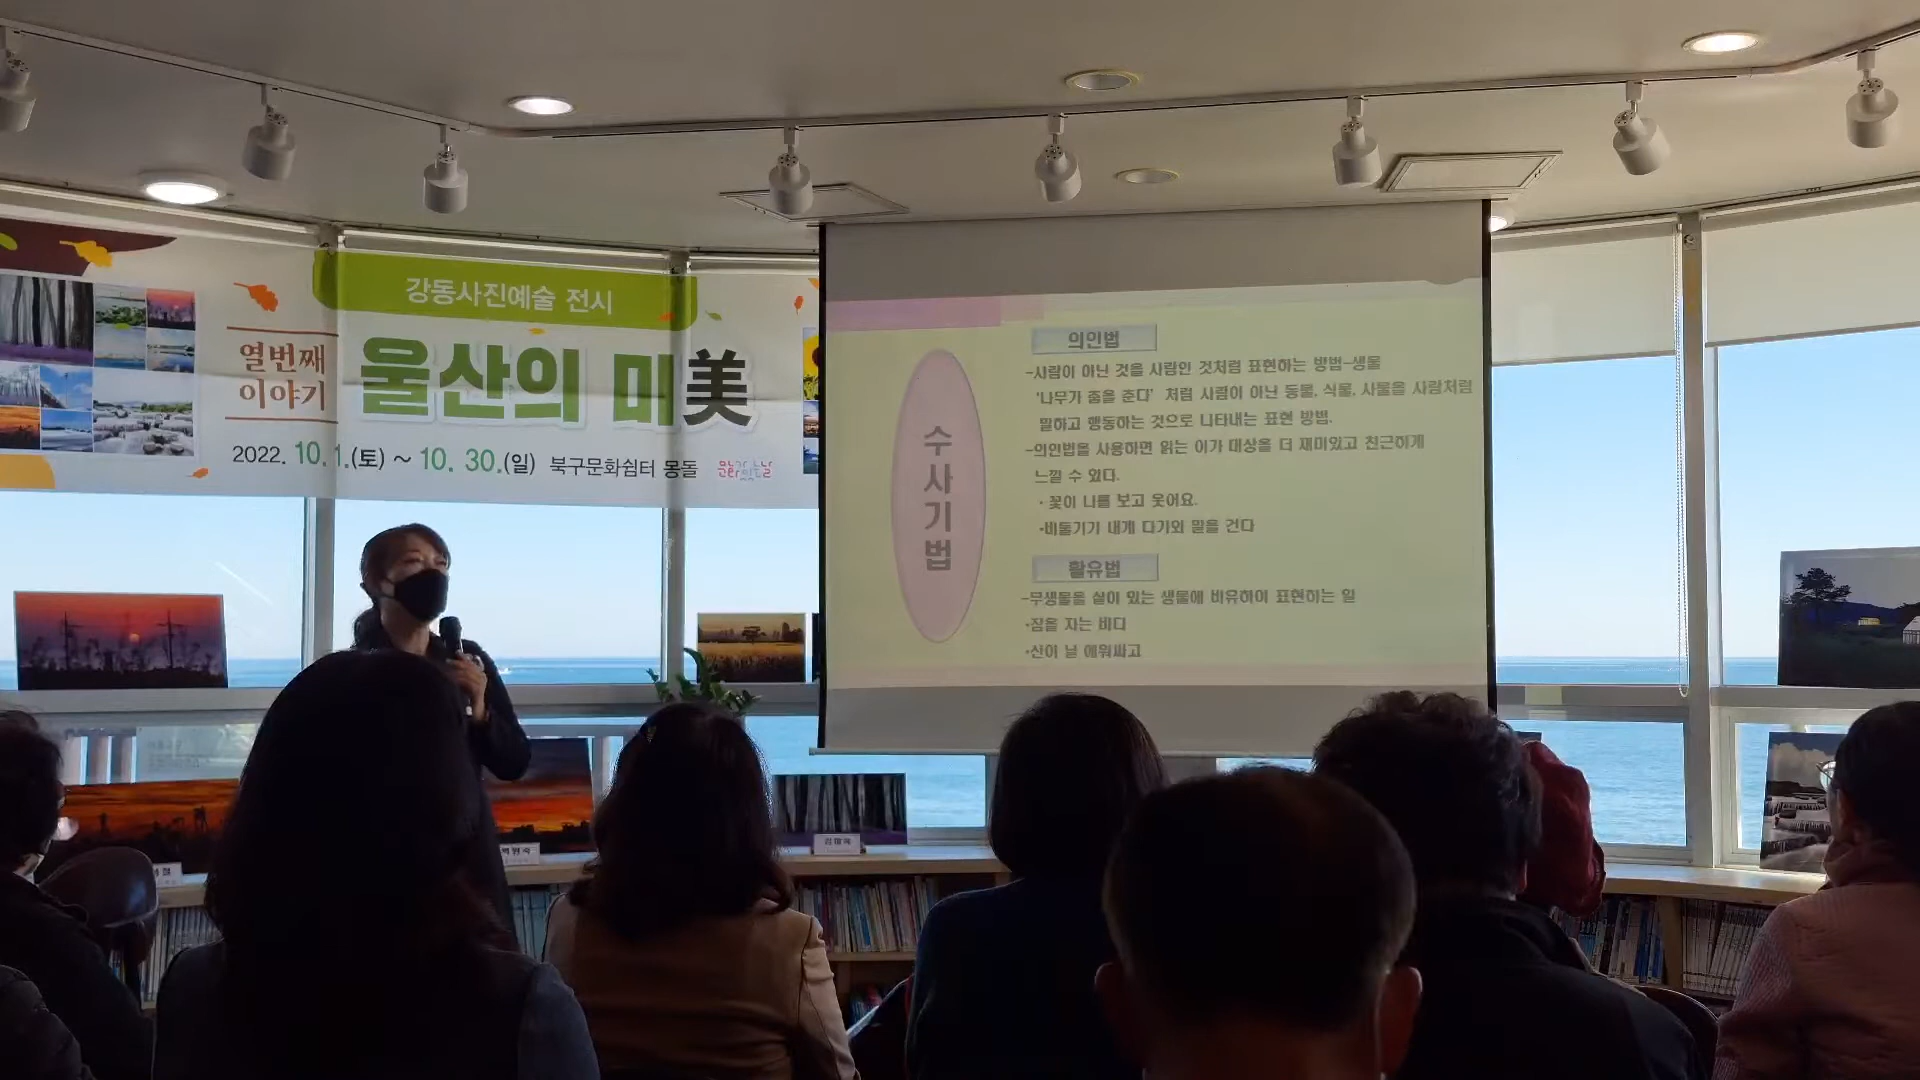 강동사진예술 전시
열번째
이야기
울산의 미美
2022. 10. 1.(토) ~ 10. 30.(일) 북구문화쉼터 몽돌
수사기법
의인법
-사람이 아닌 것을 사람인 것처럼 표현하는 방법-생물
'나무가 춤을 춘다' 처럼 사람이 아닌 동물, 식물, 사물을 사람처럼
말하고 행동하는 것으로 나타내는 표현 방법.
-의인법을 사용하면 읽는 이가 대상을 더 재미있고 친근하게
느낄 수 있다.
· 꽃이 나를 보고 웃어요.
·비둘기가 내게 다가와 말을 건다
활유법
-무생물을 살아 있는 생물에 비유하여 표현하는 일
·잠을 자는 바다
·산이 날 에워싸고